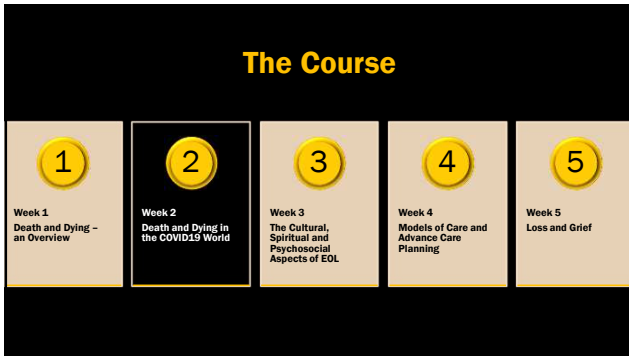 The Course
1
Week 1
Death and Dying –
an Overview
2
Week 2
Death and Dying in
the COVID19 World
3
Week 3
The Cultural,
Spiritual and
Psychosocial
Aspects of EOL
4
Week 4
Models of Care and
Advance Care
Planning
5
Week 5
Loss and Grief